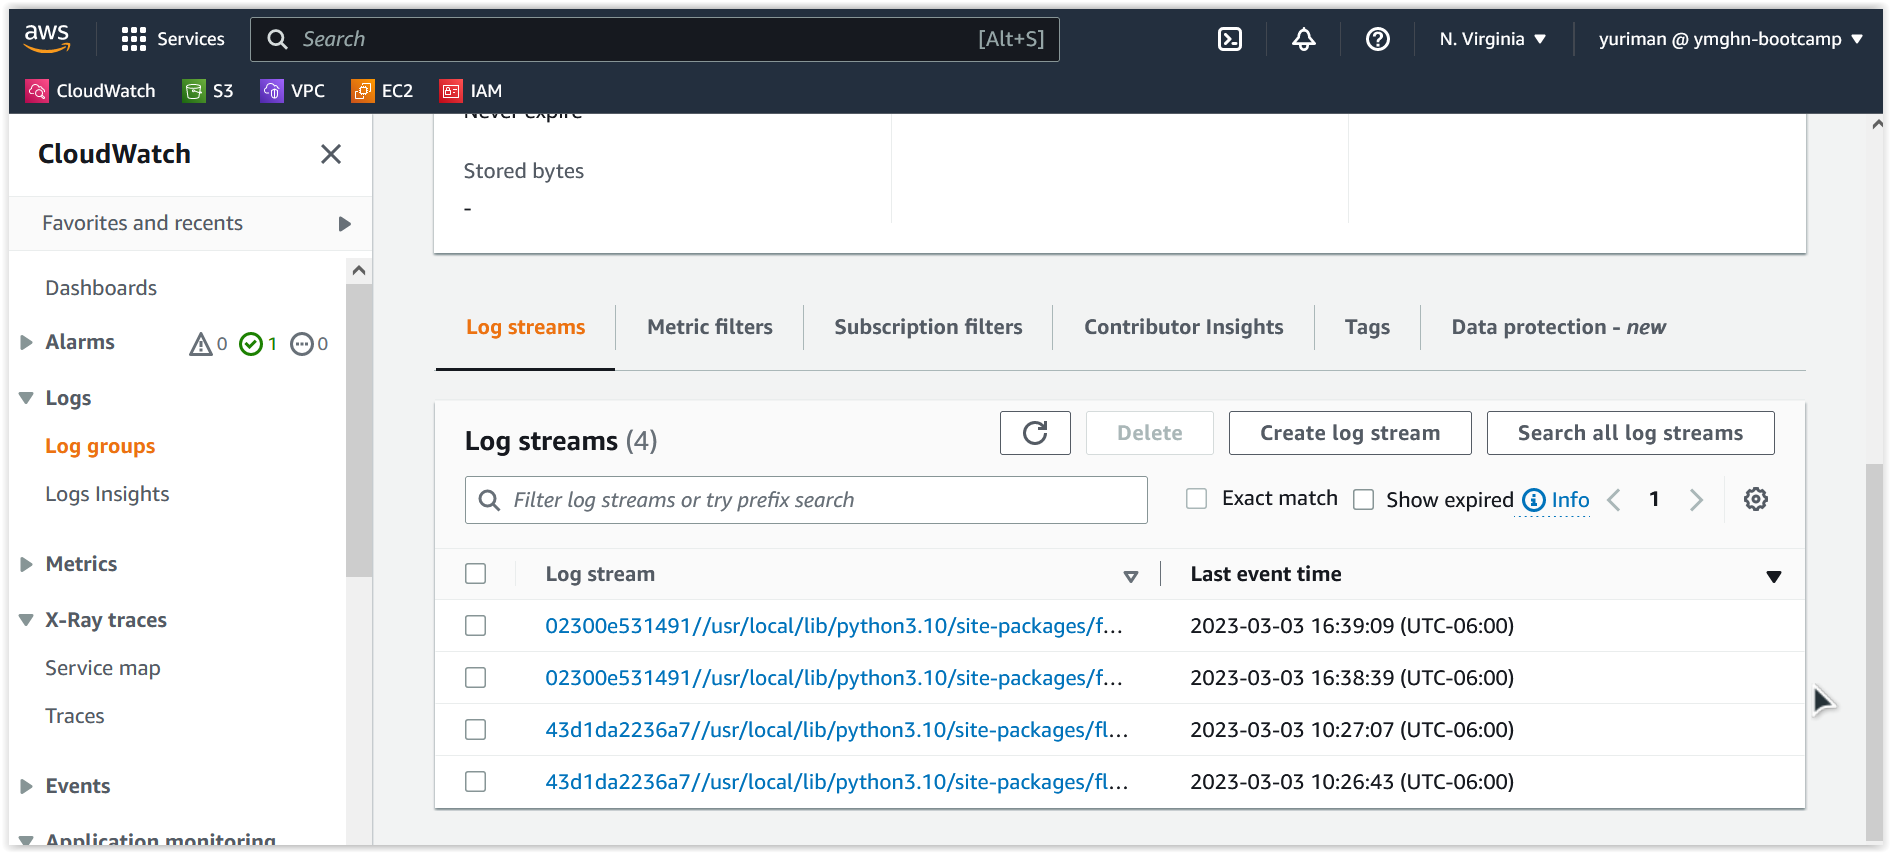 aws Services Search [Alt+S] N. Virginia yuriman @ ymghn-bootcamp
CloudWatch S3 VPC EC2 IAM
CloudWatch
Favorites and recents
Dashboards
Alarms 0 1 0
Logs
Log groups
Logs Insights
Metrics
X-Ray traces
Service map
Traces
Events
Application monitoring
Never expire
Stored bytes
-
Log streams Metric filters Subscription filters Contributor Insights Tags Data protection - new
Log streams (4) Delete Create log stream Search all log streams
Filter log streams or try prefix search Exact match Show expired Info 1
Log stream Last event time
02300e531491//usr/local/lib/python3.10/site-packages/f... 2023-03-03 16:39:09 (UTC-06:00)
02300e531491//usr/local/lib/python3.10/site-packages/f... 2023-03-03 16:38:39 (UTC-06:00)
43d1da2236a7//usr/local/lib/python3.10/site-packages/fl... 2023-03-03 10:27:07 (UTC-06:00)
43d1da2236a7//usr/local/lib/python3.10/site-packages/fl... 2023-03-03 10:26:43 (UTC-06:00)